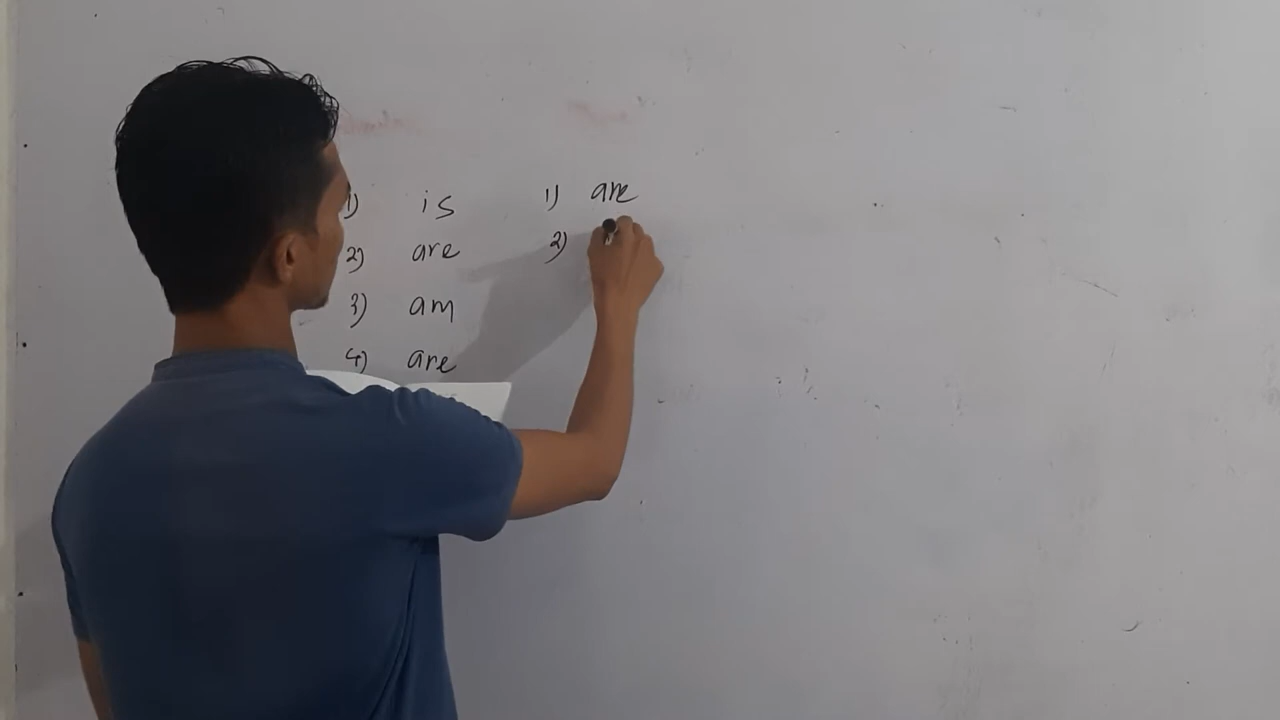 1) is
2) are
3) am
4) are
1) are
2)